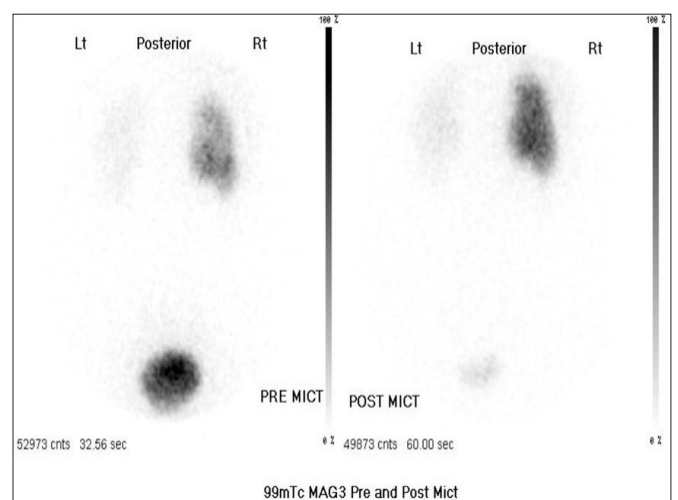 100 %
100 %
Lt Posterior Rt
Lt Posterior Rt
PRE MICT
POST MICT
0 %
0 %
52973 cnts 32.56 sec
49873 cnts 60.00 sec
99mTc MAG3 Pre and Post Mict